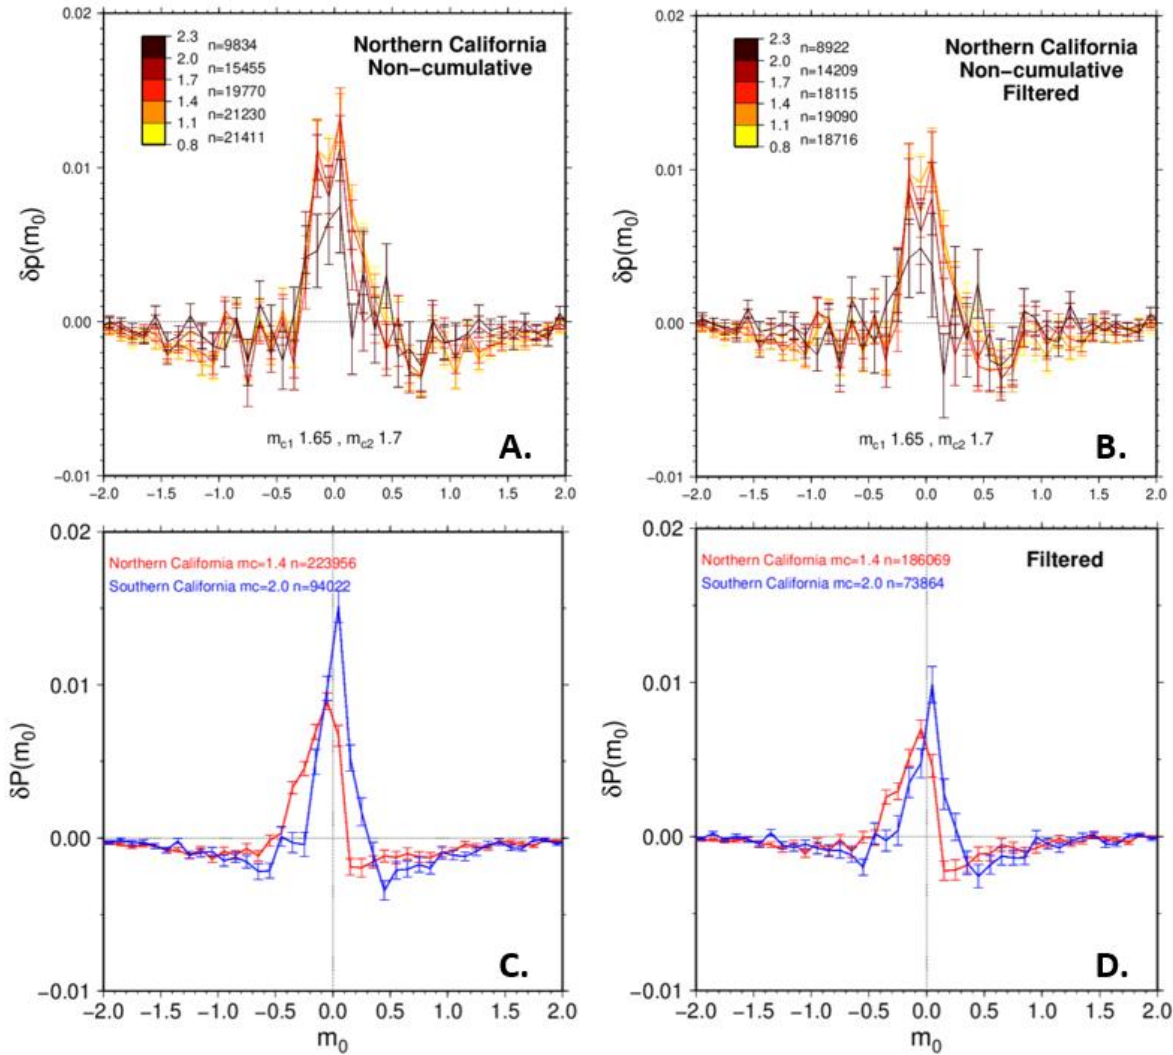 0.02
0.01
0.00
−0.01
δp(m0)
2.3
2.0
1.7
1.4
1.1
0.8
n=9834
n=15455
n=19770
n=21230
n=21411
Northern California
Non−cumulative
mc1 1.65 , mc2 1.7
A.
−2.0 −1.5 −1.0 −0.5 0.0 0.5 1.0 1.5 2.0
0.02
0.01
0.00
−0.01
δp(m0)
2.3
2.0
1.7
1.4
1.1
0.8
n=8922
n=14209
n=18115
n=19090
n=18716
Northern California
Non−cumulative
Filtered
mc1 1.65 , mc2 1.7
B.
−2.0 −1.5 −1.0 −0.5 0.0 0.5 1.0 1.5 2.0
0.02
0.01
0.00
−0.01
δP(m0)
Northern California mc=1.4 n=223956
Southern California mc=2.0 n=94022
C.
−2.0 −1.5 −1.0 −0.5 0.0 0.5 1.0 1.5 2.0
m0
0.02
0.01
0.00
−0.01
δP(m0)
Northern California mc=1.4 n=186069
Southern California mc=2.0 n=73864
Filtered
D.
−2.0 −1.5 −1.0 −0.5 0.0 0.5 1.0 1.5 2.0
m0